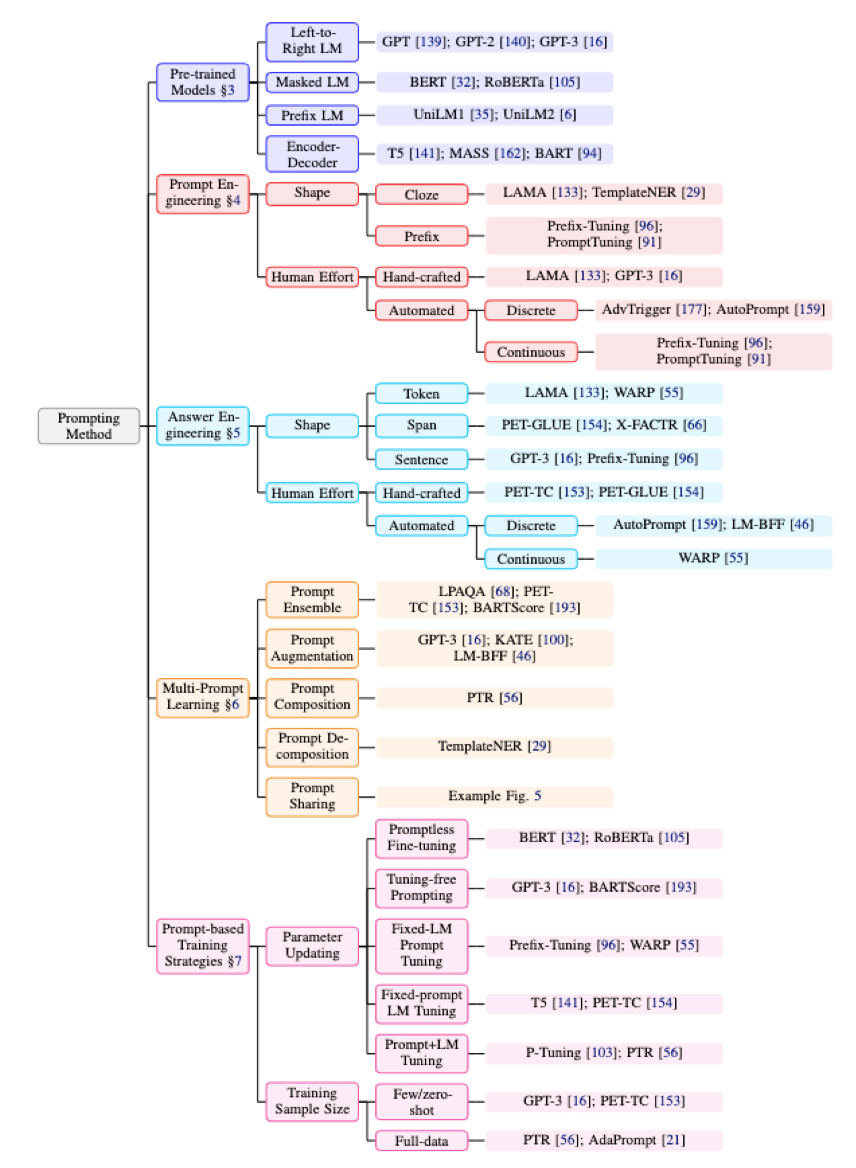 Left-to-
Right LM
GPT [139]; GPT-2 [140]; GPT-3 [16]
Pre-trained
Models §3
Masked LM
BERT [32]; RoBERTa [105]
Prefix LM
UniLM1 [35]; UniLM2 [6]
Encoder-
Decoder
T5 [141]; MASS [162]; BART [94]
Prompt En-
gineering §4
Shape
Cloze
LAMA [133]; TemplateNER [29]
Prefix
Prefix-Tuning [96];
PromptTuning [91]
Human Effort
Hand-crafted
LAMA [133]; GPT-3 [16]
Automated
Discrete
AdvTrigger [177]; AutoPrompt [159]
Continuous
Prefix-Tuning [96];
PromptTuning [91]
Prompting
Method
Answer En-
gineering §5
Shape
Token
LAMA [133]; WARP [55]
Span
PET-GLUE [154]; X-FACTR [66]
Sentence
GPT-3 [16]; Prefix-Tuning [96]
Human Effort
Hand-crafted
PET-TC [153]; PET-GLUE [154]
Automated
Discrete
AutoPrompt [159]; LM-BFF [46]
Continuous
WARP [55]
Multi-Prompt
Learning §6
Prompt
Ensemble
LPAQA [68]; PET-
TC [153]; BARTScore [193]
Prompt
Augmentation
GPT-3 [16]; KATE [100];
LM-BFF [46]
Prompt
Composition
PTR [56]
Prompt De-
composition
TemplateNER [29]
Prompt
Sharing
Example Fig. 5
Prompt-based
Training
Strategies §7
Parameter
Updating
Promptless
Fine-tuning
BERT [32]; RoBERTa [105]
Tuning-free
Prompting
GPT-3 [16]; BARTScore [193]
Fixed-LM
Prompt
Tuning
Prefix-Tuning [96]; WARP [55]
Fixed-prompt
LM Tuning
T5 [141]; PET-TC [154]
Prompt+LM
Tuning
P-Tuning [103]; PTR [56]
Training
Sample Size
Few/zero-
shot
GPT-3 [16]; PET-TC [153]
Full-data
PTR [56]; AdaPrompt [21]